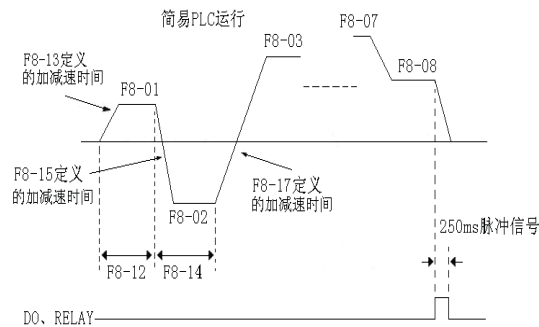 简易PLC运行
F8-07
F8-03
F8-13定义
的加减速时间
F8-01
F8-08
F8-15定义
的加减速时间
F8-17定义
的加减速时间
F8-02
250ms脉冲信号
F8-12
F8-14
DO、RELAY